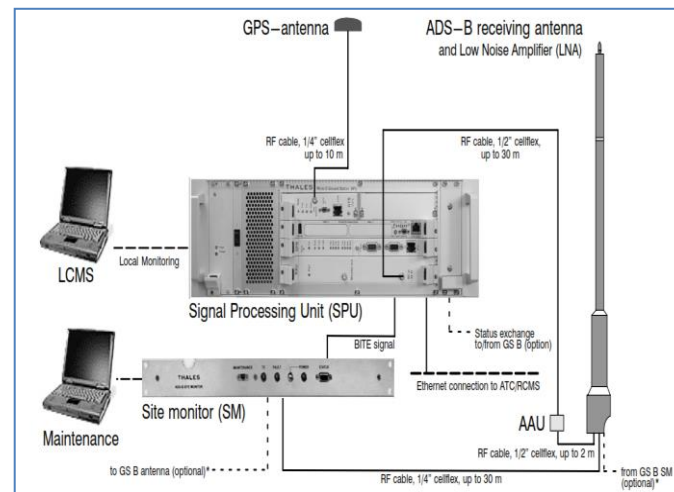 GPS–antenna
ADS–B receiving antenna
and Low Noise Amplifier (LNA)
RF cable, 1/4" cellflex
up to 10 m
RF cable, 1/2" cellflex,
up to 30 m
THALES
LCMS
Local Monitoring
Signal Processing Unit (SPU)
BITE signal
Status exchange
to/from GS B (option)
Ethernet connection to ATC/RCMS
THALES
MAINTENANCE
FAULT
POWER
Maintenance
Site monitor (SM)
AAU
RF cable, 1/2" cellflex, up to 2 m
to GS B antenna (optional)*
RF cable, 1/4" cellflex, up to 30 m
from GS B SM
(optional)*